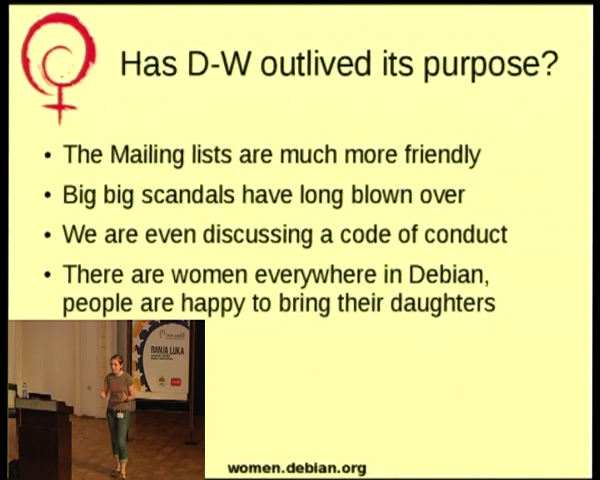 Has D-W outlived its purpose?
• The Mailing lists are much more friendly
• Big big scandals have long blown over
• We are even discussing a code of conduct
• There are women everywhere in Debian,
people are happy to bring their daughters
BANJA LUKA
women.debian.org